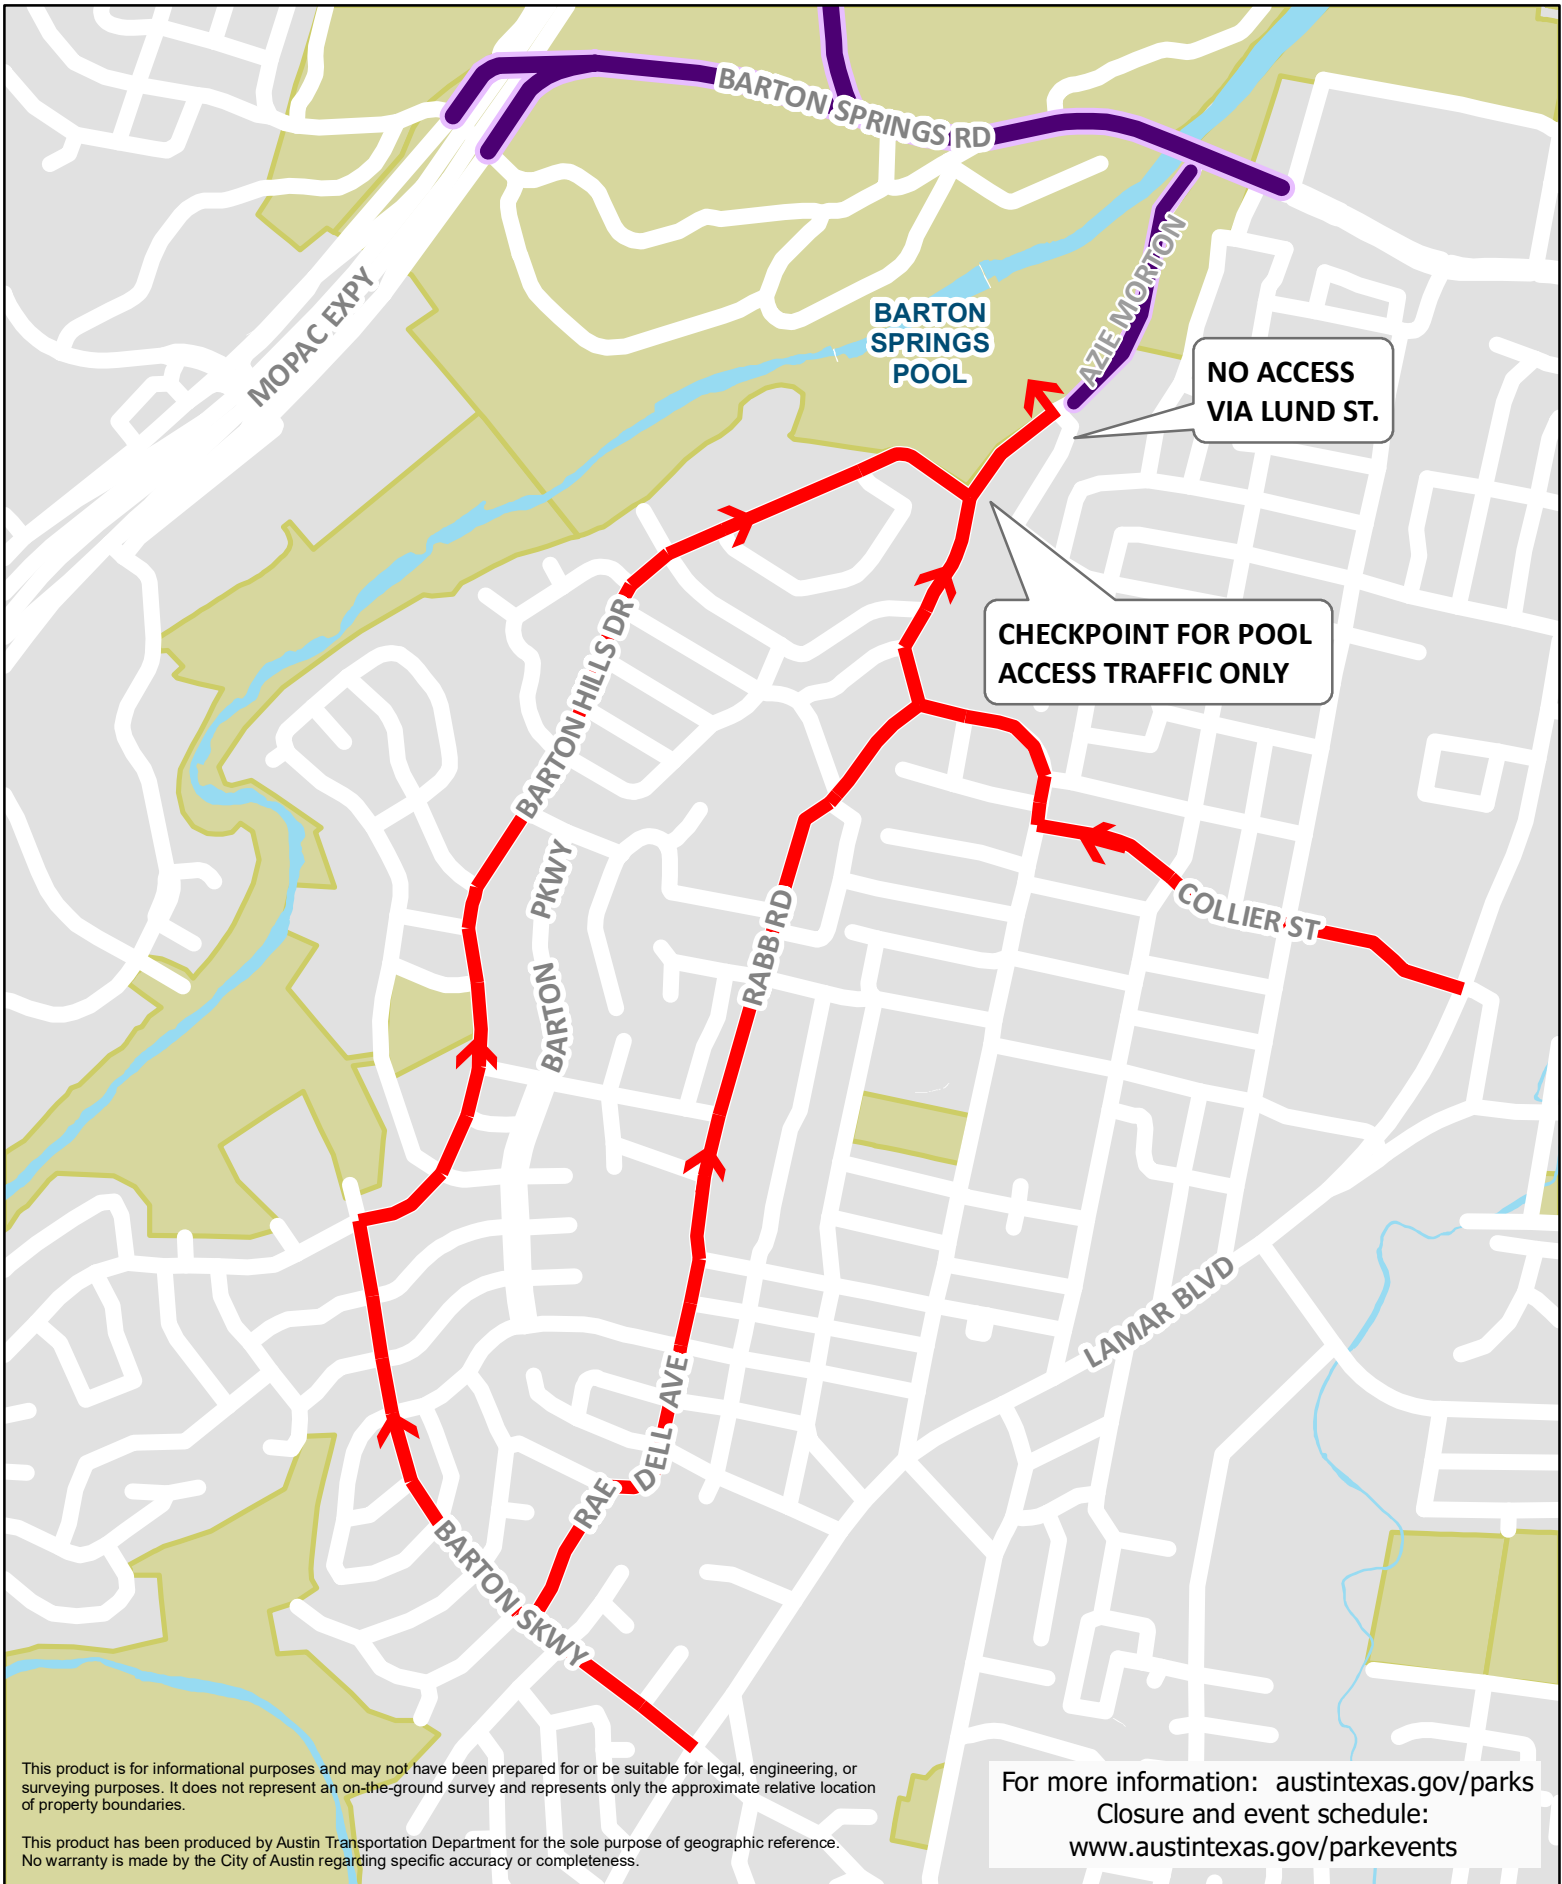 BARTON SPRINGS RD
MOPAC EXPY
AZIE MORTON
BARTON
SPRINGS
POOL
NO ACCESS
VIA LUND ST.
CHECKPOINT FOR POOL
ACCESS TRAFFIC ONLY
BARTON HILLS DR
BARTON PKWY
RABB RD
COLLIER ST
LAMAR BLVD
RAE DELL AVE
BARTON SKWY
This product is for informational purposes and may not have been prepared for or be suitable for legal, engineering, or
surveying purposes. It does not represent an on-the-ground survey and represents only the approximate relative location
of property boundaries.
This product has been produced by Austin Transportation Department for the sole purpose of geographic reference.
No warranty is made by the City of Austin regarding specific accuracy or completeness.
For more information: austintexas.gov/parks
Closure and event schedule:
www.austintexas.gov/parkevents